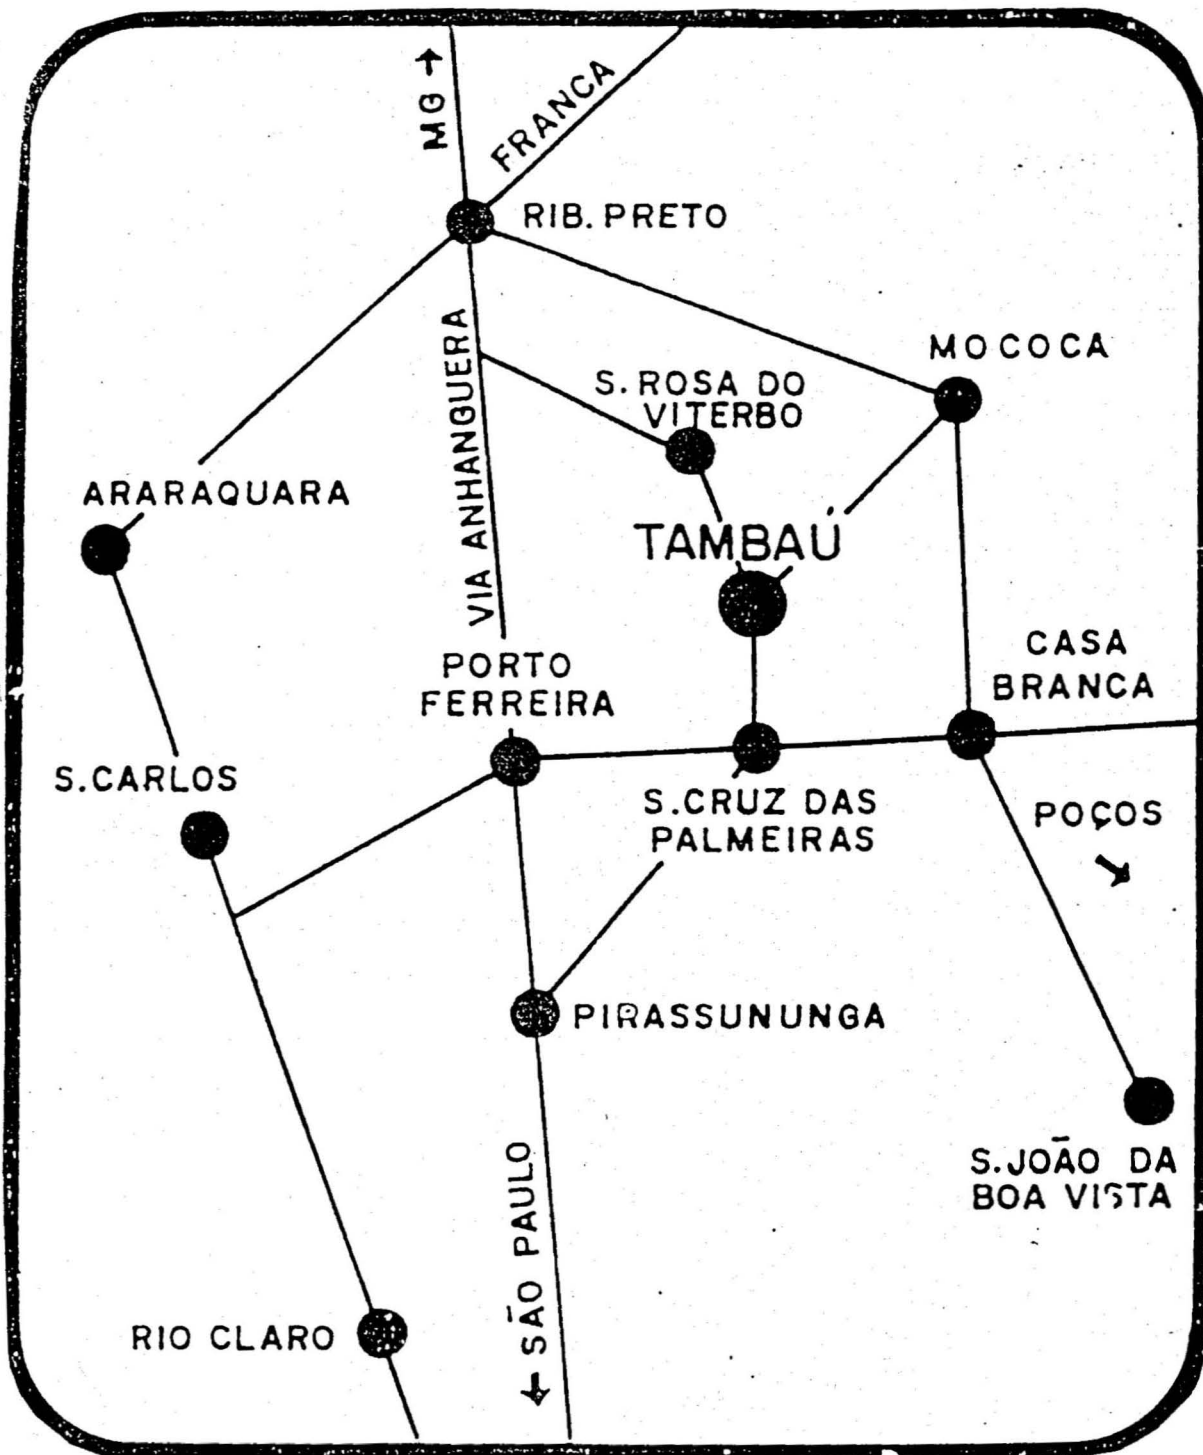 MG →
FRANCA
RIB. PRETO
MOCOCA
VIA ANHANGUERA
S. ROSA DO
VITERBO
ARARAQUARA
TAMBAÚ
PORTO
FERREIRA
CASA
BRANCA
S. CARLOS
S. CRUZ DAS
PALMEIRAS
POÇOS
PIRASSUNUNGA
S. JOÃO DA
BOA VISTA
← SÃO PAULO
RIO CLARO